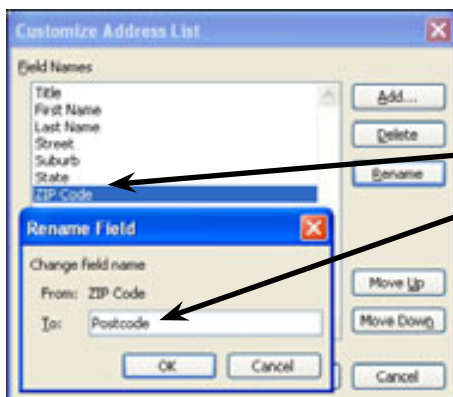 Customize Address List
Field Names
Title
First Name
Last Name
Street
Suburb
State
ZIP Code
Add...
Delete
Rename
Rename Field
Change field name
From: ZIP Code
To: Postcode
OK Cancel
Move Up
Move Down
Cancel